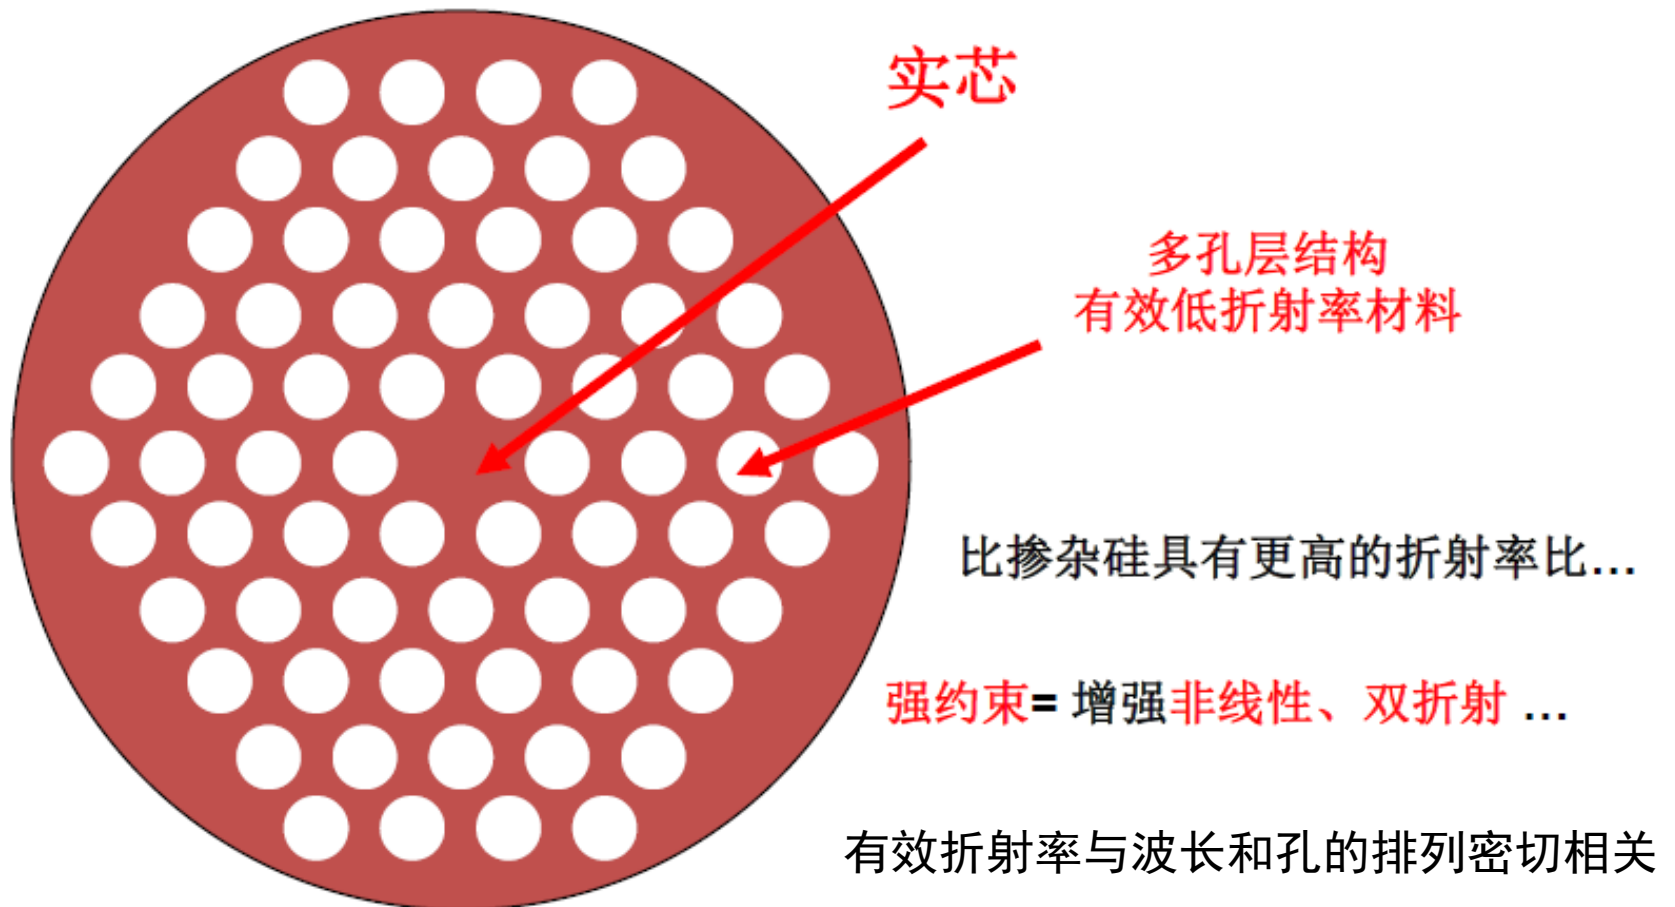 实芯
多孔层结构
有效低折射率材料
比掺杂硅具有更高的折射率比...
强约束= 增强非线性、双折射 ...
有效折射率与波长和孔的排列密切相关